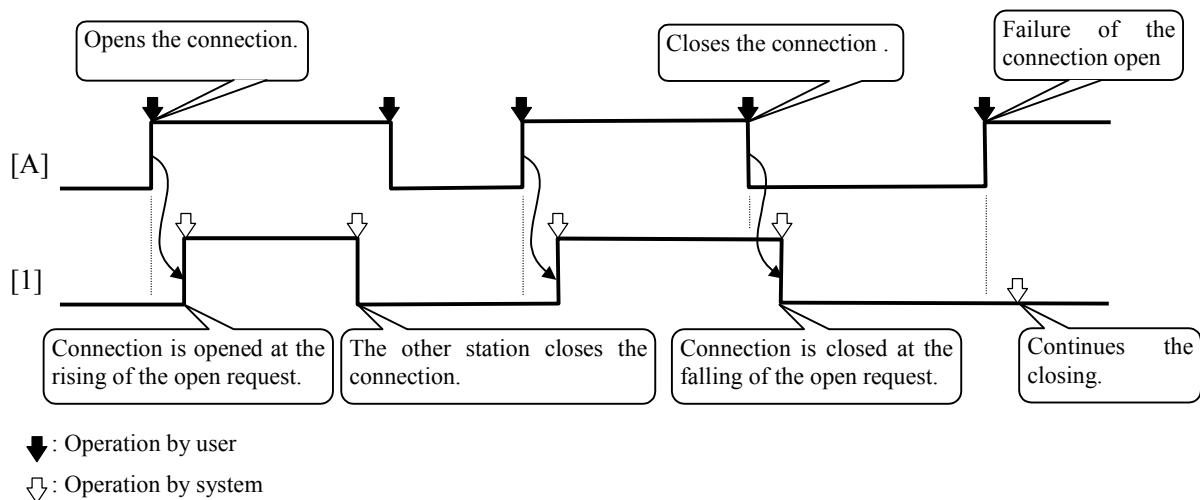 Opens the connection.
Closes the connection .
Failure of the
connection open
[A]
[1]
Connection is opened at the
rising of the open request.
The other station closes the
connection.
Connection is closed at the
falling of the open request.
Continues the
closing.
: Operation by user
: Operation by system